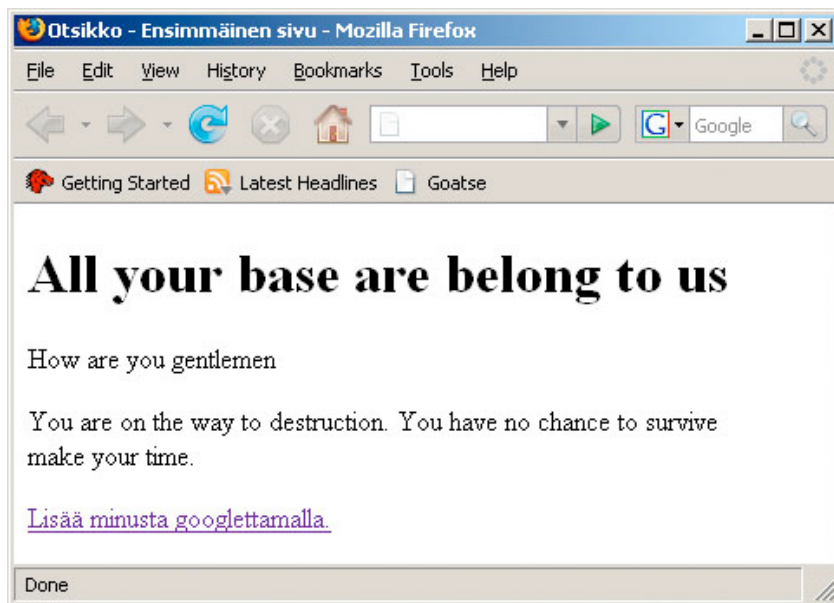 Otsikko - Ensimmäinen sivu - Mozilla Firefox
File Edit View History Bookmarks Tools Help
G Google
Getting Started Latest Headlines Goatse
All your base are belong to us
How are you gentlemen
You are on the way to destruction. You have no chance to survive
make your time.
Lisää minusta googlettamalla.
Done